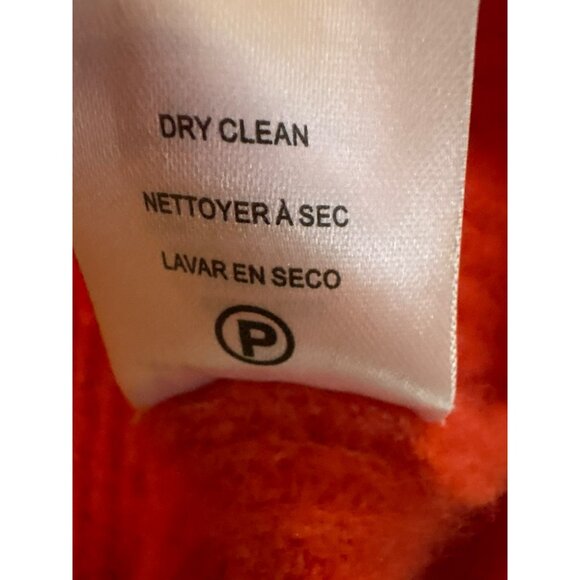 DRY CLEAN
NETTOYER À SEC
LAVAR EN SECO
P